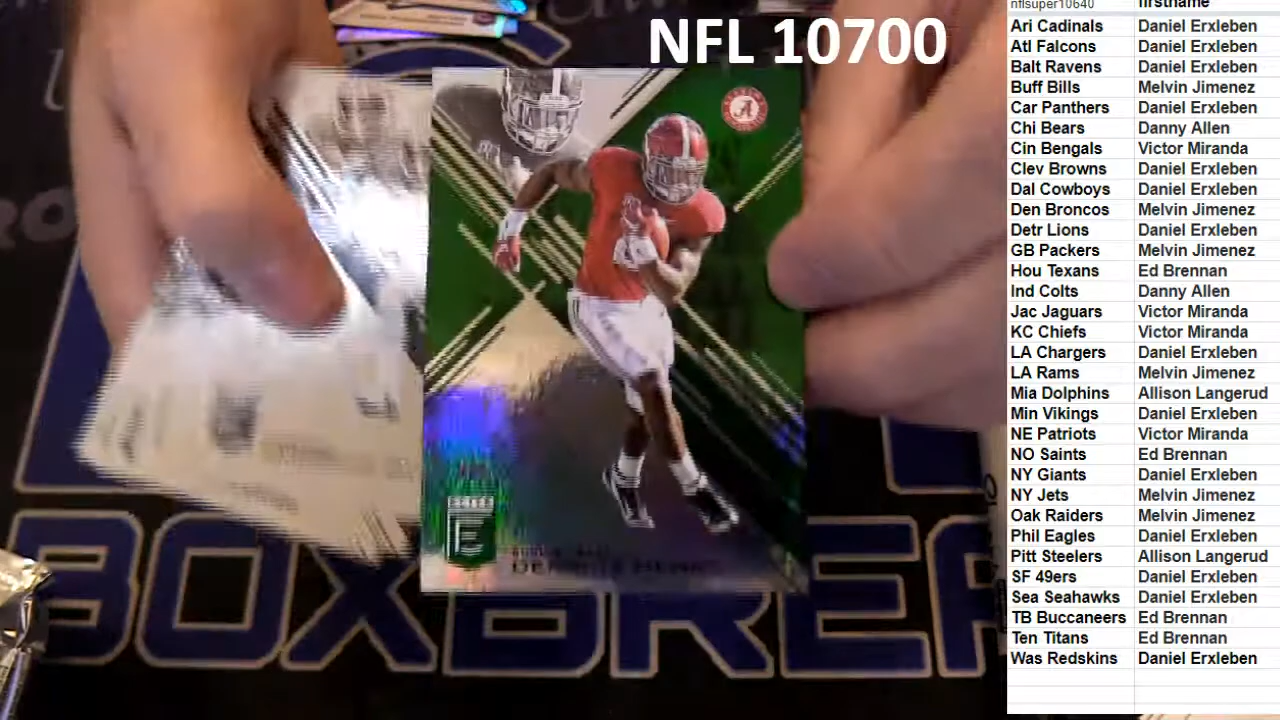 NFL 10700
nflsuper10640 firstname
Ari Cadinals Daniel Erxleben
Atl Falcons Daniel Erxleben
Balt Ravens Daniel Erxleben
Buff Bills Melvin Jimenez
Car Panthers Daniel Erxleben
Chi Bears Danny Allen
Cin Bengals Victor Miranda
Clev Browns Daniel Erxleben
Dal Cowboys Daniel Erxleben
Den Broncos Melvin Jimenez
Detr Lions Daniel Erxleben
GB Packers Melvin Jimenez
Hou Texans Ed Brennan
Ind Colts Danny Allen
Jac Jaguars Victor Miranda
KC Chiefs Victor Miranda
LA Chargers Daniel Erxleben
LA Rams Melvin Jimenez
Mia Dolphins Allison Langerud
Min Vikings Daniel Erxleben
NE Patriots Victor Miranda
NO Saints Ed Brennan
NY Giants Daniel Erxleben
NY Jets Melvin Jimenez
Oak Raiders Melvin Jimenez
Phil Eagles Daniel Erxleben
Pitt Steelers Allison Langerud
SF 49ers Daniel Erxleben
Sea Seahawks Daniel Erxleben
TB Buccaneers Ed Brennan
Ten Titans Ed Brennan
Was Redskins Daniel Erxleben
A
E
BOXBREA